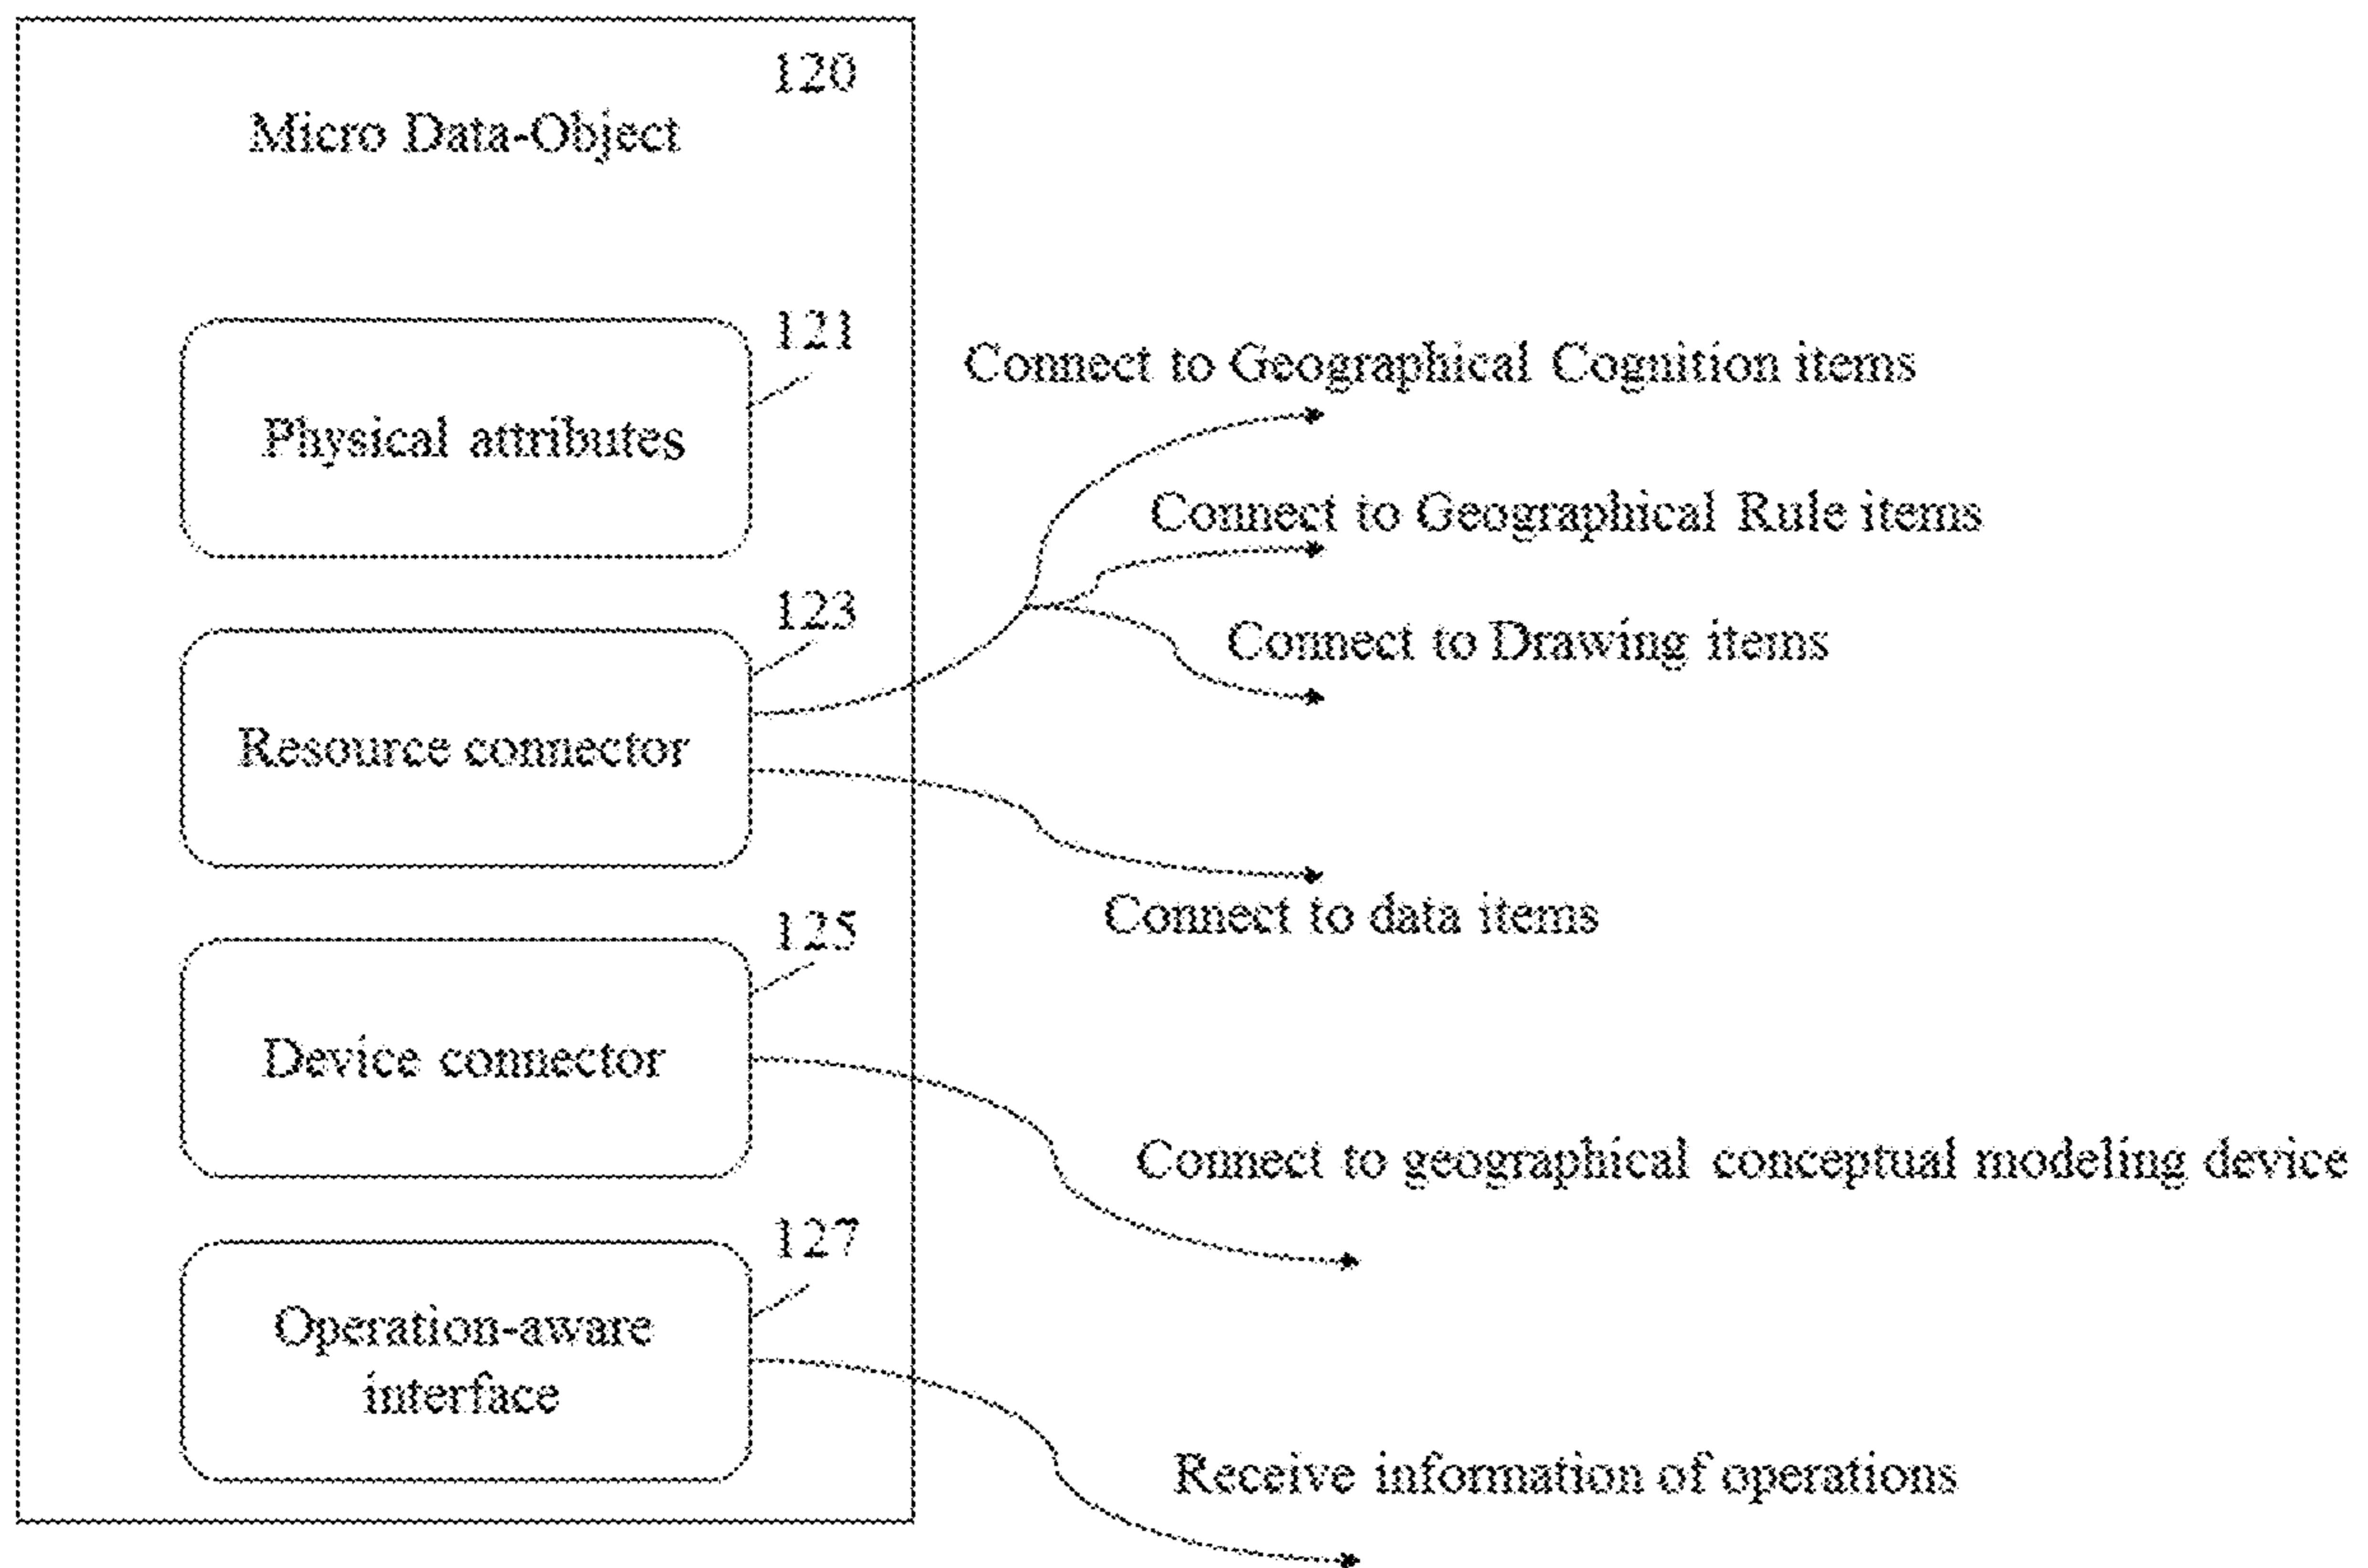 120
Micro Data-Object
121
Physical attributes
123
Resource connector
125
Device connector
127
Operation-aware
interface
Connect to Geographical Cognition items
Connect to Geographical Rule items
Connect to Drawing items
Connect to data items
Connect to geographical conceptual modeling device
Receive information of operations